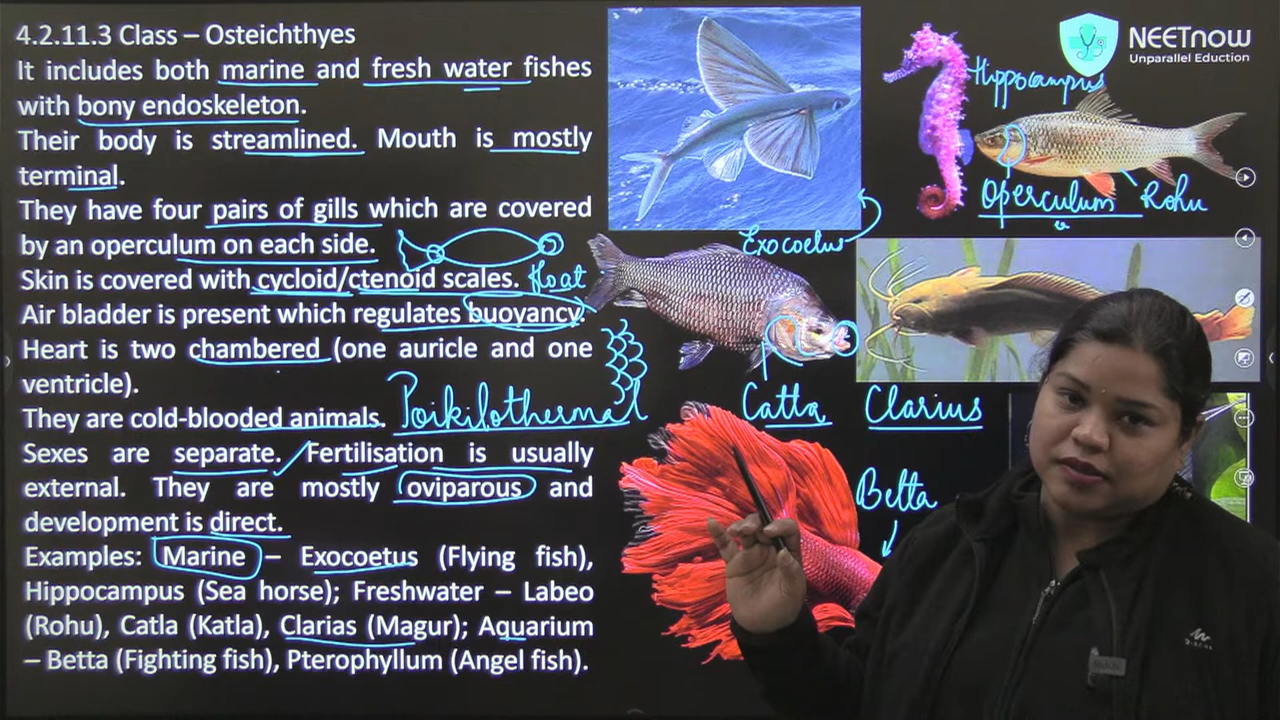 4.2.11.3 Class – Osteichthyes
It includes both marine and fresh water fishes
with bony endoskeleton.
Their body is streamlined. Mouth is mostly
terminal.
They have four pairs of gills which are covered
by an operculum on each side.
Skin is covered with cycloid/ctenoid scales. float
Air bladder is present which regulates buoyancy.
Heart is two chambered (one auricle and one
ventricle).
They are cold-blooded animals. Poikilothermal
Sexes are separate. Fertilisation is usually
external. They are mostly oviparous and
development is direct.
Examples: Marine – Exocoetus (Flying fish),
Hippocampus (Sea horse); Freshwater – Labeo
(Rohu), Catla (Katla), Clarias (Magur); Aquarium
– Betta (Fighting fish), Pterophyllum (Angel fish).
NEETnow
Unparallel Eduction
Hippocampus
Operculum Rohu
Exocoelus
Catta Clarius
Betta